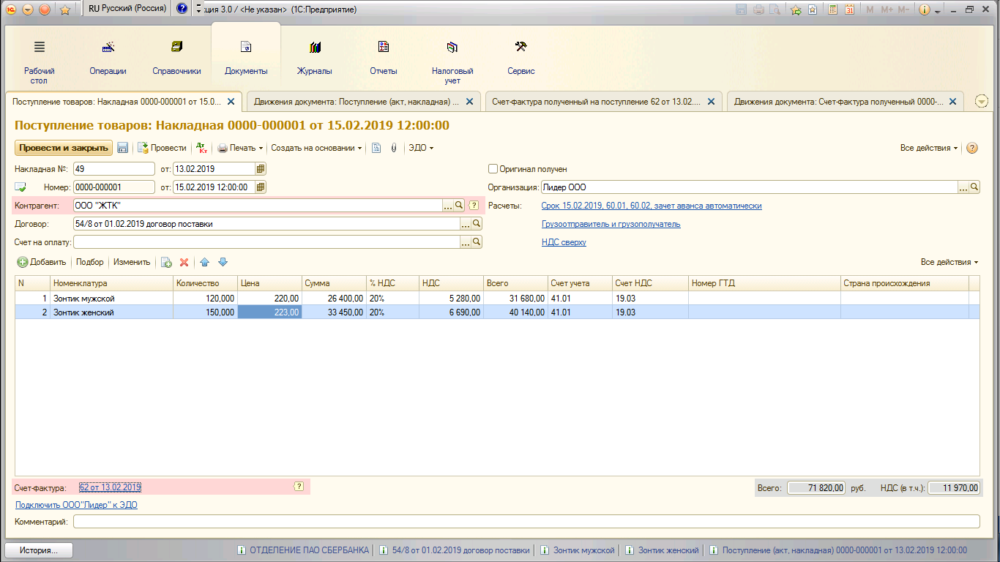 RU Русский (Россия) ция 3.0 / <Не указан> (1С:Предприятие) M M+ M-
Рабочий стол Операции Справочники Документы Журналы Отчеты Налоговый учет Сервис
Поступление товаров: Накладная 0000-000001 от 15.0... Движения документа: Поступление (акт, накладная) ... Счет-фактура полученный на поступление 62 от 13.02.... Движения документа: Счет-фактура полученный 0000-...
Поступление товаров: Накладная 0000-000001 от 15.02.2019 12:00:00
Провести и закрыть Провести Дт Кт Печать Создать на основании ЭДО Все действия ?
Накладная №: 49 от: 13.02.2019 Оригинал получен
Номер: 0000-000001 от: 15.02.2019 12:00:00 Организация: Лидер ООО ...
Контрагент: ООО "ЖТК" ... ? Расчеты: Срок 15.02.2019, 60.01, 60.02, зачет аванса автоматически
Договор: 54/8 от 01.02.2019 договор поставки ... Грузоотправитель и грузополучатель
Счет на оплату: ... НДС сверху
Добавить Подбор Изменить Все действия
N Номенклатура Количество Цена Сумма % НДС НДС Всего Счет учета Счет НДС Номер ГТД Страна происхождения
1 Зонтик мужской 120,000 220,00 26 400,00 20% 5 280,00 31 680,00 41.01 19.03
2 Зонтик женский 150,000 223,00 33 450,00 20% 6 690,00 40 140,00 41.01 19.03
Счет-фактура: 62 от 13.02.2019 ? Всего: 71 820,00 руб. НДС (в т.ч.): 11 970,00
Подключить ООО"Лидер" к ЭДО
Комментарий:
История... ОТДЕЛЕНИЕ ПАО СБЕРБАНКА 54/8 от 01.02.2019 договор поставки Зонтик мужской Зонтик женский Поступление (акт, накладная) 0000-000001 от 13.02.2019 12:00:00